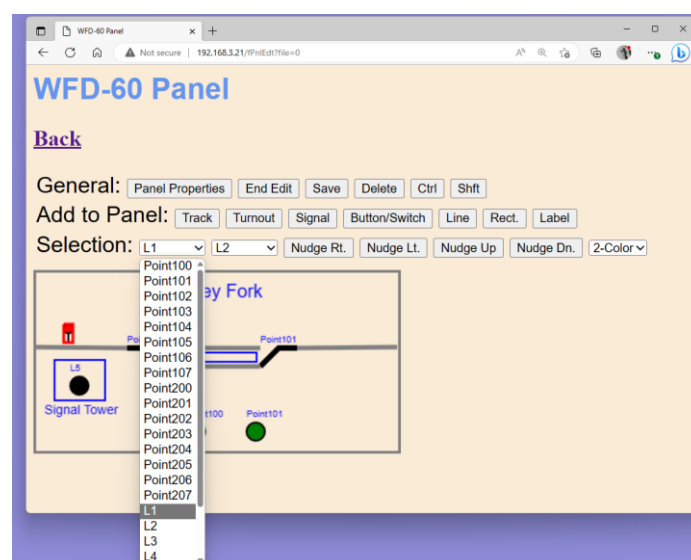 WFD-60 Panel
Not secure 192.168.3.21/fPnlEdt?file=0
WFD-60 Panel
Back
General: Panel Properties End Edit Save Delete Ctrl Shft
Add to Panel: Track Turnout Signal Button/Switch Line Rect. Label
Selection: L1 L2 Nudge Rt. Nudge Lt. Nudge Up Nudge Dn. 2-Color
Point100
Point101
Point102
Point103
Point104
Point105
Point106
Point107
Point200
Point201
Point202
Point203
Point204
Point205
Point206
Point207
L1
L2
L3
L4
ey Fork
Po
Point101
L5
Signal Tower
t100
Point101